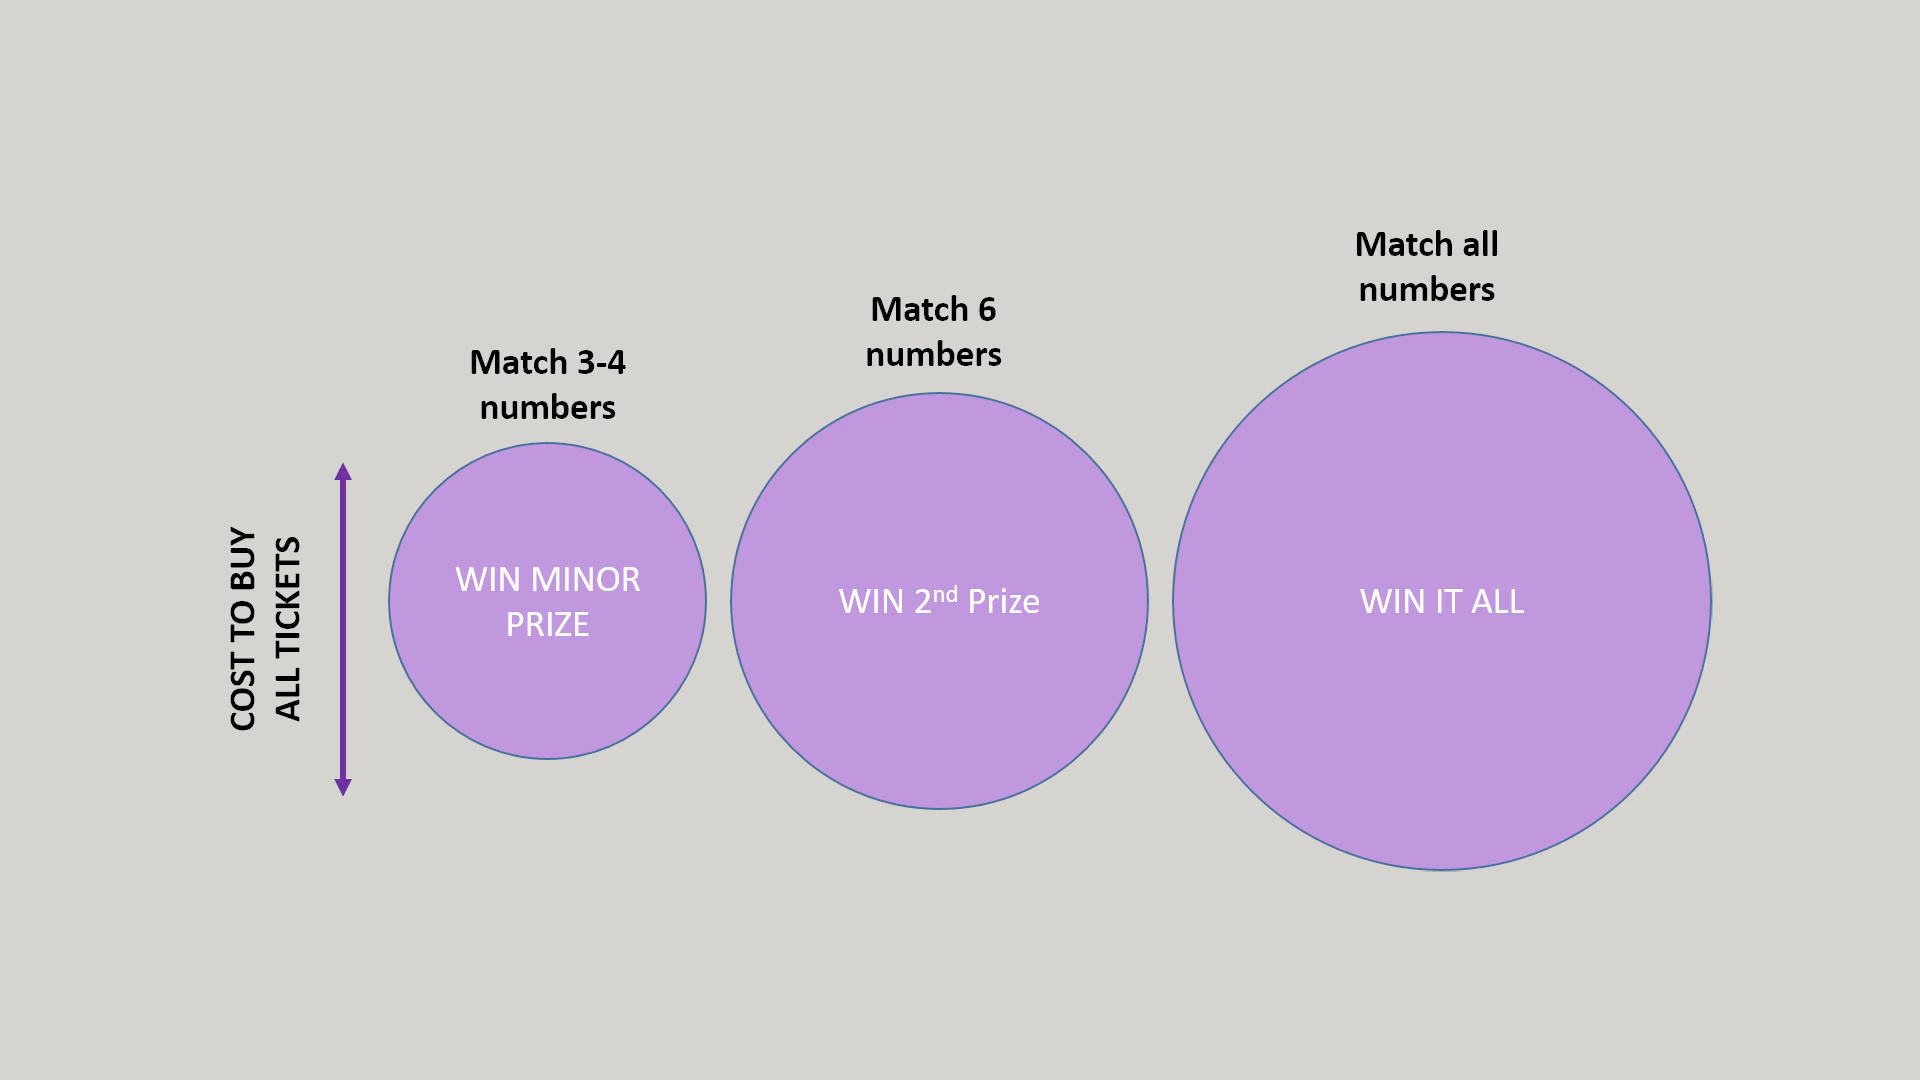 Match all
numbers
Match 6
numbers
Match 3-4
numbers
COST TO BUY
ALL TICKETS
WIN MINOR
PRIZE
WIN 2nd Prize
WIN IT ALL